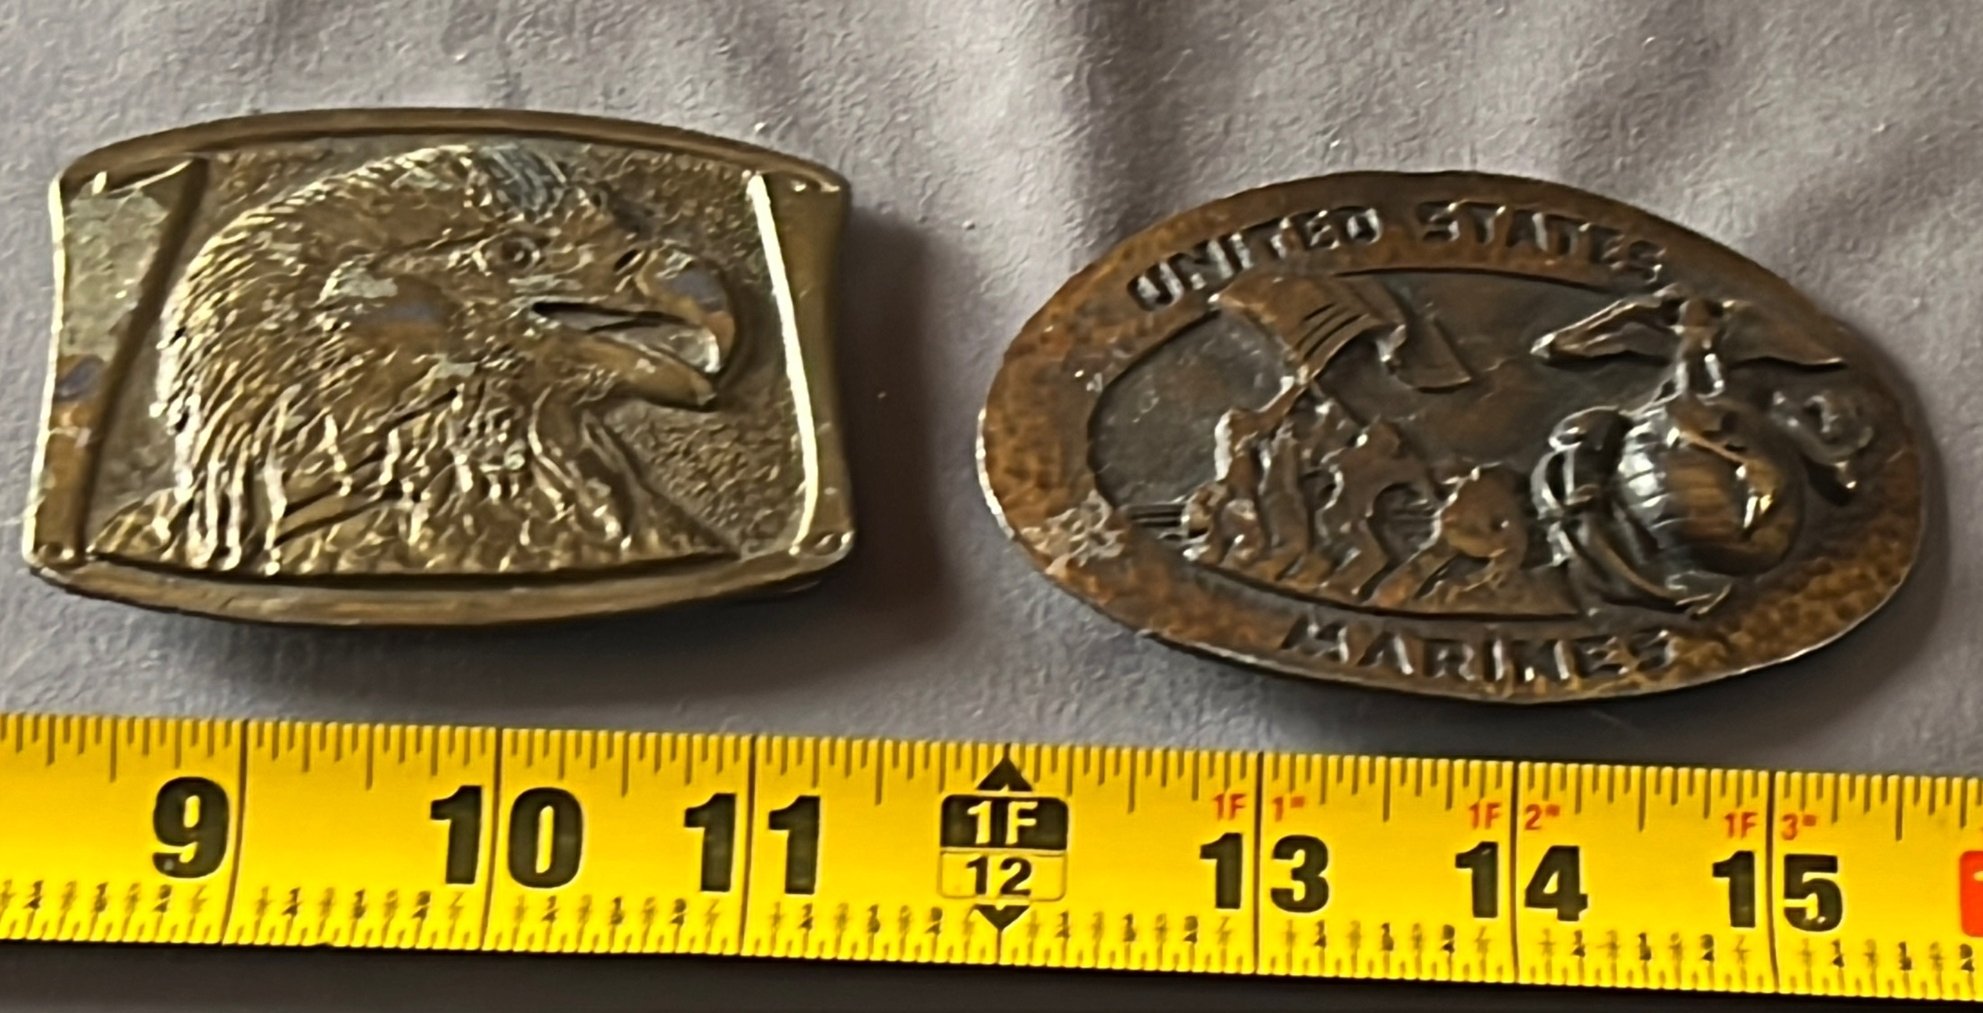 UNITED STATES
MARINES
1F 1" 1F 2" 1F 3"
9 10 11 1F 12 13 14 15